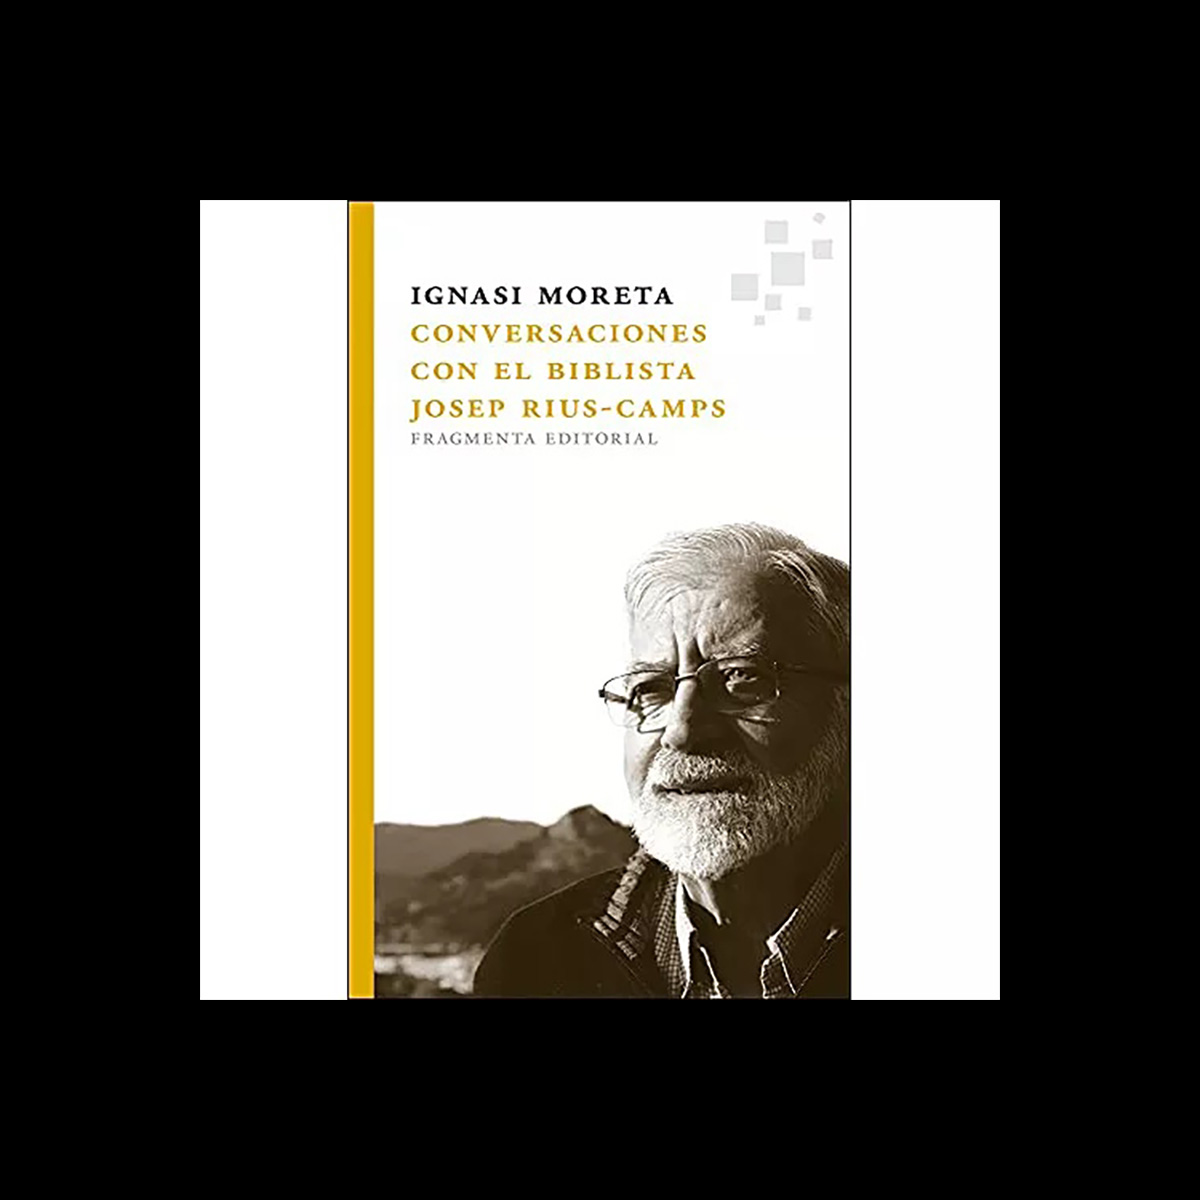 IGNASI MORETA
CONVERSACIONES
CON EL BIBLISTA
JOSEP RIUS-CAMPS
FRAGMENTA EDITORIAL